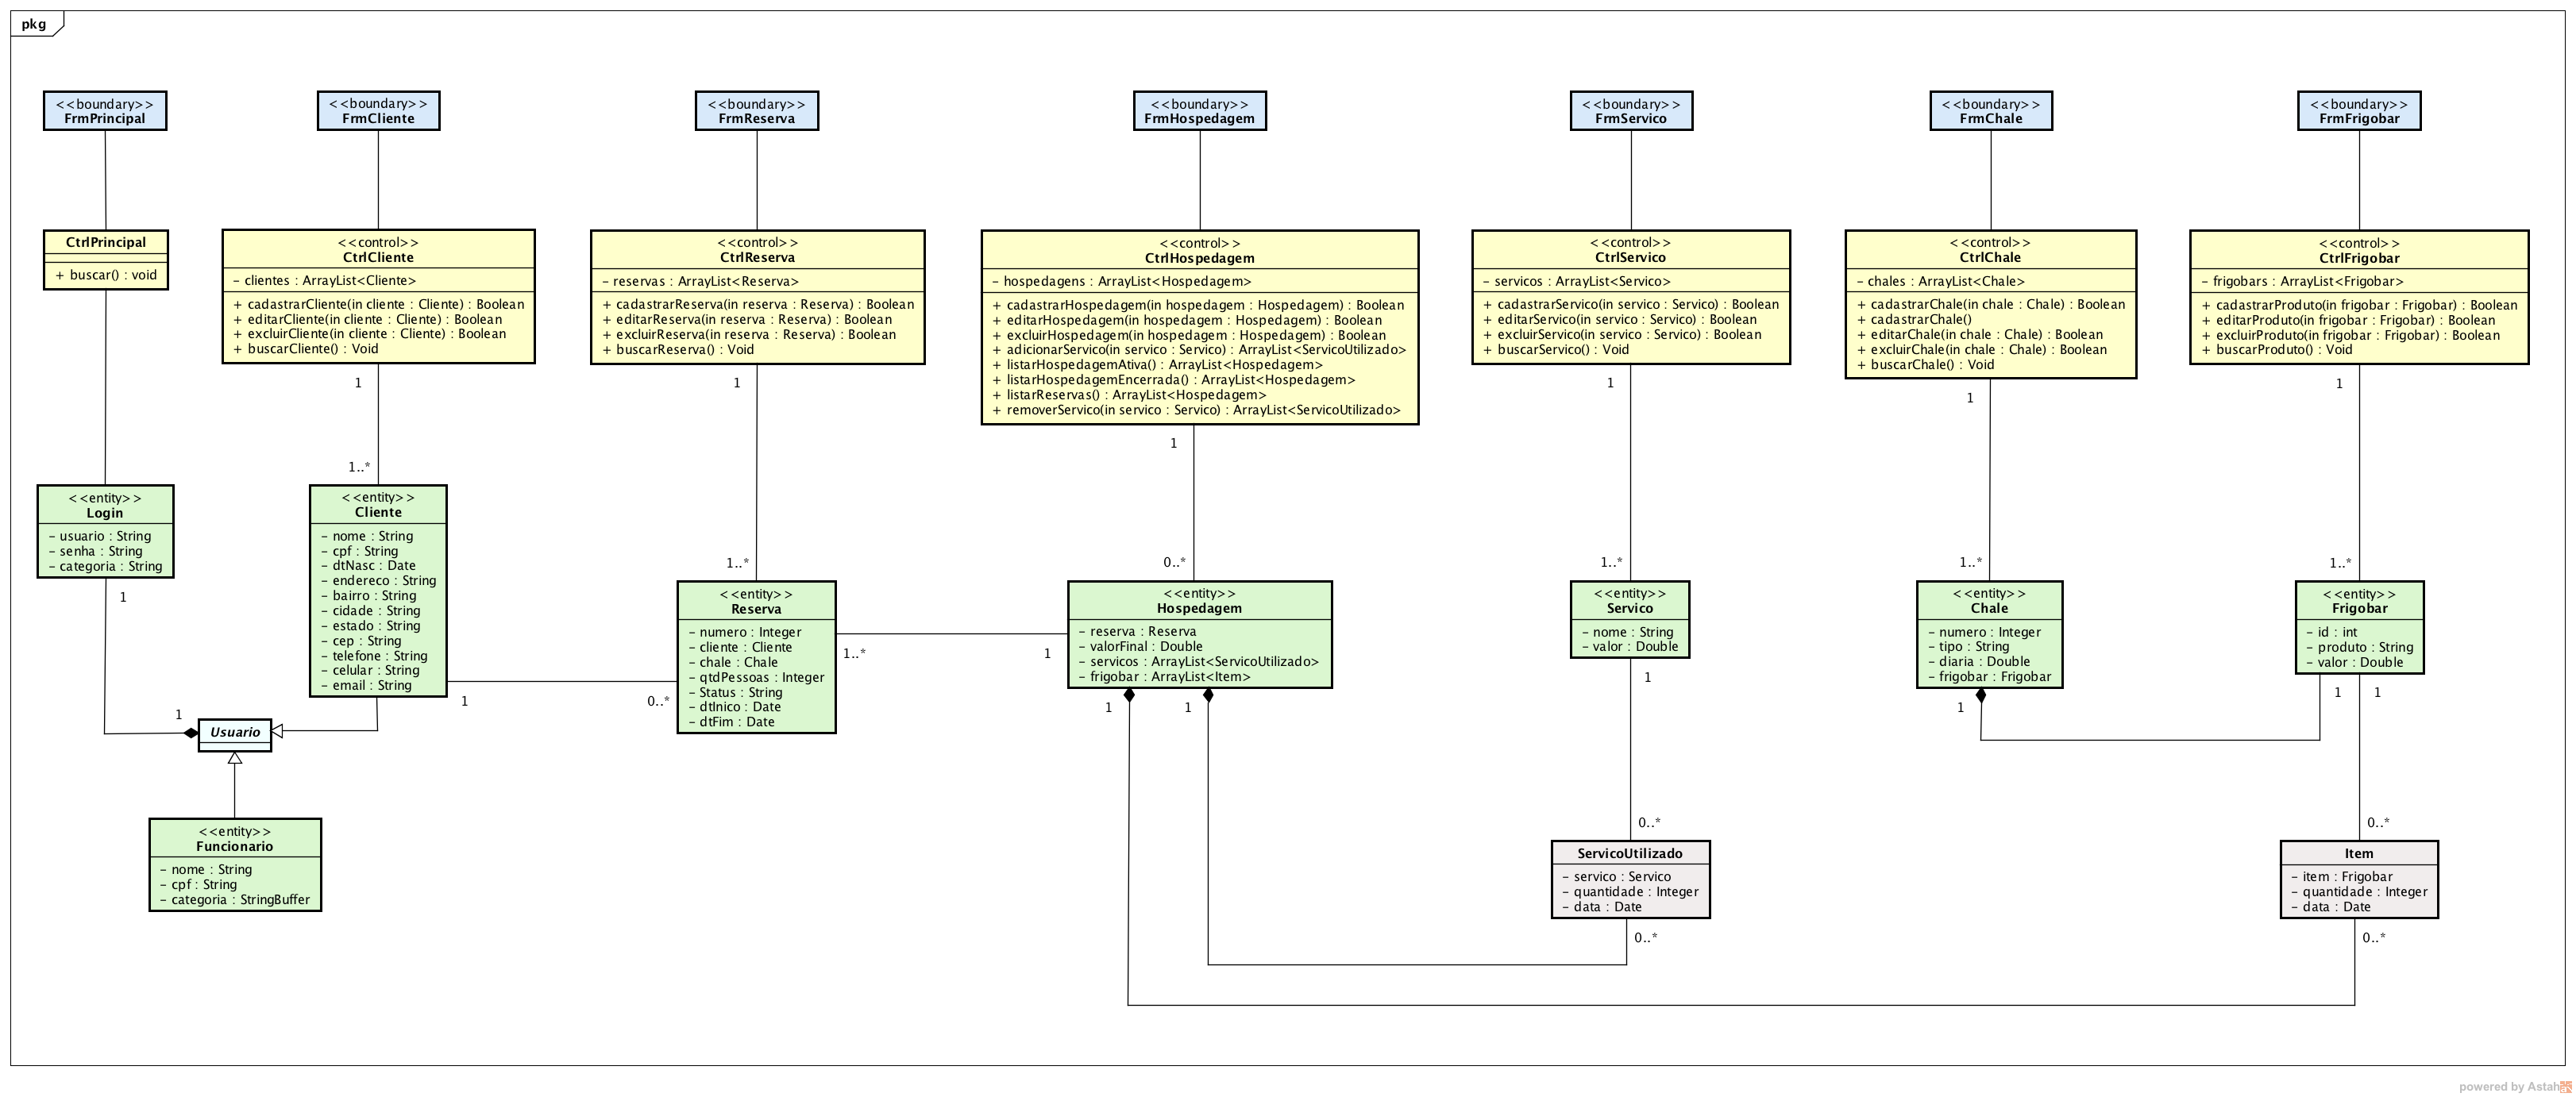 pkg
<<boundary>>
FrmPrincipal
<<boundary>>
FrmCliente
<<boundary>>
FrmReserva
<<boundary>>
FrmHospedagem
<<boundary>>
FrmServico
<<boundary>>
FrmChale
<<boundary>>
FrmFrigobar
CtrlPrincipal
+ buscar() : void
<<control>>
CtrlCliente
- clientes : ArrayList<Cliente>
+ cadastrarCliente(in cliente : Cliente) : Boolean
+ editarCliente(in cliente : Cliente) : Boolean
+ excluirCliente(in cliente : Cliente) : Boolean
+ buscarCliente() : Void
1
1..*
<<control>>
CtrlReserva
- reservas : ArrayList<Reserva>
+ cadastrarReserva(in reserva : Reserva) : Boolean
+ editarReserva(in reserva : Reserva) : Boolean
+ excluirReserva(in reserva : Reserva) : Boolean
+ buscarReserva() : Void
1
1..*
<<control>>
CtrlHospedagem
- hospedagens : ArrayList<Hospedagem>
+ cadastrarHospedagem(in hospedagem : Hospedagem) : Boolean
+ editarHospedagem(in hospedagem : Hospedagem) : Boolean
+ excluirHospedagem(in hospedagem : Hospedagem) : Boolean
+ adicionarServico(in servico : Servico) : ArrayList<ServicoUtilizado>
+ listarHospedagemAtiva() : ArrayList<Hospedagem>
+ listarHospedagemEncerrada() : ArrayList<Hospedagem>
+ listarReservas() : ArrayList<Hospedagem>
+ removerServico(in servico : Servico) : ArrayList<ServicoUtilizado>
1
0..*
<<control>>
CtrlServico
- servicos : ArrayList<Servico>
+ cadastrarServico(in servico : Servico) : Boolean
+ editarServico(in servico : Servico) : Boolean
+ excluirServico(in servico : Servico) : Boolean
+ buscarServico() : Void
1
1..*
<<control>>
CtrlChale
- chales : ArrayList<Chale>
+ cadastrarChale(in chale : Chale) : Boolean
+ cadastrarChale()
+ editarChale(in chale : Chale) : Boolean
+ excluirChale(in chale : Chale) : Boolean
+ buscarChale() : Void
1
1..*
<<control>>
CtrlFrigobar
- frigobars : ArrayList<Frigobar>
+ cadastrarProduto(in frigobar : Frigobar) : Boolean
+ editarProduto(in frigobar : Frigobar) : Boolean
+ excluirProduto(in frigobar : Frigobar) : Boolean
+ buscarProduto() : Void
1
1..*
<<entity>>
Login
- usuario : String
- senha : String
- categoria : String
1
1
<<entity>>
Cliente
- nome : String
- cpf : String
- dtNasc : Date
- endereco : String
- bairro : String
- cidade : String
- estado : String
- cep : String
- telefone : String
- celular : String
- email : String
1
0..*
<<entity>>
Reserva
- numero : Integer
- cliente : Cliente
- chale : Chale
- qtdPessoas : Integer
- Status : String
- dtInico : Date
- dtFim : Date
1..*
1
<<entity>>
Hospedagem
- reserva : Reserva
- valorFinal : Double
- servicos : ArrayList<ServicoUtilizado>
- frigobar : ArrayList<Item>
1
1
<<entity>>
Servico
- nome : String
- valor : Double
1
0..*
<<entity>>
Chale
- numero : Integer
- tipo : String
- diaria : Double
- frigobar : Frigobar
1
<<entity>>
Frigobar
- id : int
- produto : String
- valor : Double
1
1
0..*
Usuario
<<entity>>
Funcionario
- nome : String
- cpf : String
- categoria : StringBuffer
ServicoUtilizado
- servico : Servico
- quantidade : Integer
- data : Date
0..*
Item
- item : Frigobar
- quantidade : Integer
- data : Date
0..*
powered by Astah